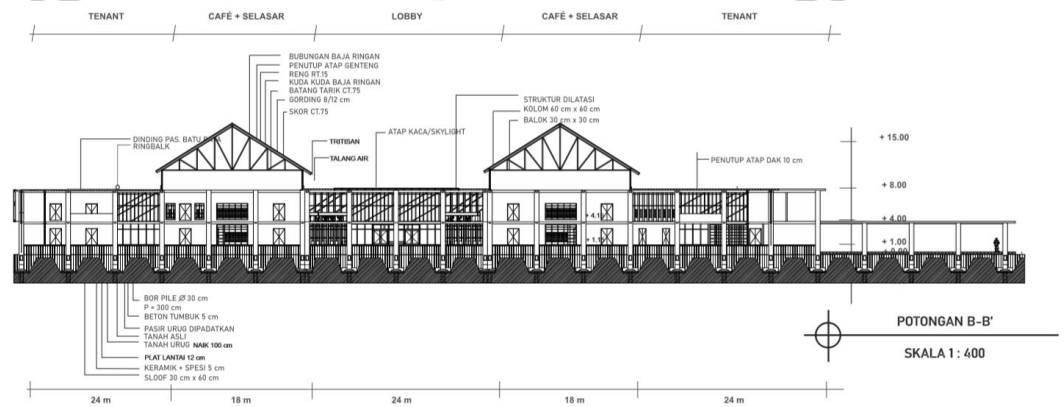 TENANT
CAFÉ + SELASAR
LOBBY
CAFÉ + SELASAR
TENANT
BUBUNGAN BAJA RINGAN
PENUTUP ATAP GENTENG
RENG RT.15
KUDA KUDA BAJA RINGAN
BATANG TARIK CT.75
GORDING 8/12 cm
SKOR CT.75
STRUKTUR DILATASI
KOLOM 60 cm x 60 cm
BALOK 30 cm x 30 cm
DINDING PAS. BATU
RINGBALK
TRITISAN
ATAP KACA/SKYLIGHT
TALANG AIR
PENUTUP ATAP DAK 10 cm
+ 15.00
+ 8.00
+ 4.00
+ 1.00
BOR PILE Ø 30 cm
P = 300 cm
BETON TUMBUK 5 cm
PASIR URUG DIPADATKAN
TANAH ASLI
TANAH URUG NAIK 100 cm
PLAT LANTAI 12 cm
KERAMIK + SPESI 5 cm
SLOOF 30 cm x 60 cm
POTONGAN B-B'
SKALA 1 : 400
24 m
18 m
24 m
18 m
24 m